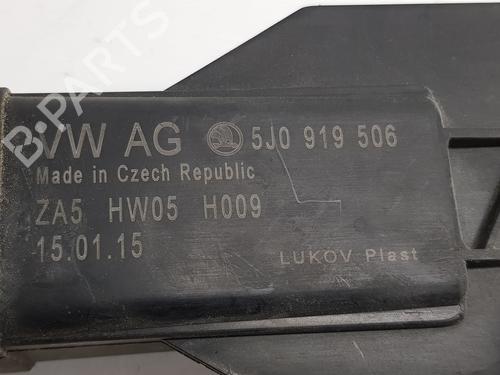 B-Parts
VW AG 5J0 919 506
Made in Czech Republic
ZA5 HW05 H009
15.01.15
LUKOV Plast